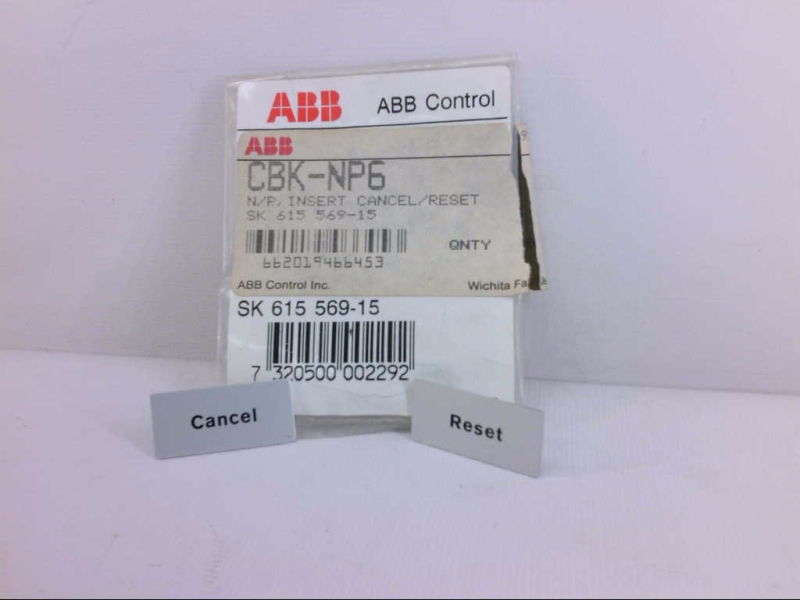 ABB ABB Control
ABB
CBK-NP6
N/P, INSERT CANCEL/RESET
SK 615 569-15
QNTY
662019466453
ABB Control Inc. Wichita
SK 615 569-15
7 320500 002292
Cancel
Reset